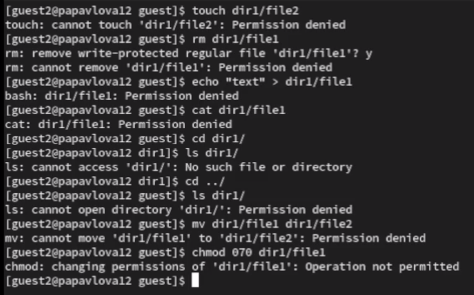 [guest2@papavlova12 guest]$ touch dir1/file2
touch: cannot touch 'dir1/file2': Permission denied
[guest2@papavlova12 guest]$ rm dir1/file1
rm: remove write-protected regular file 'dir1/file1'? y
rm: cannot remove 'dir1/file1': Permission denied
[guest2@papavlova12 guest]$ echo "text" > dir1/file1
bash: dir1/file1: Permission denied
[guest2@papavlova12 guest]$ cat dir1/file1
cat: dir1/file1: Permission denied
[guest2@papavlova12 guest]$ cd dir1/
[guest2@papavlova12 dir1]$ ls dir1/
ls: cannot access 'dir1/': No such file or directory
[guest2@papavlova12 dir1]$ cd ../
[guest2@papavlova12 guest]$ ls dir1/
ls: cannot open directory 'dir1/': Permission denied
[guest2@papavlova12 guest]$ mv dir1/file1 dir1/file2
mv: cannot move 'dir1/file1' to 'dir1/file2': Permission denied
[guest2@papavlova12 guest]$ chmod 070 dir1/file1
chmod: changing permissions of 'dir1/file1': Operation not permitted
[guest2@papavlova12 guest]$